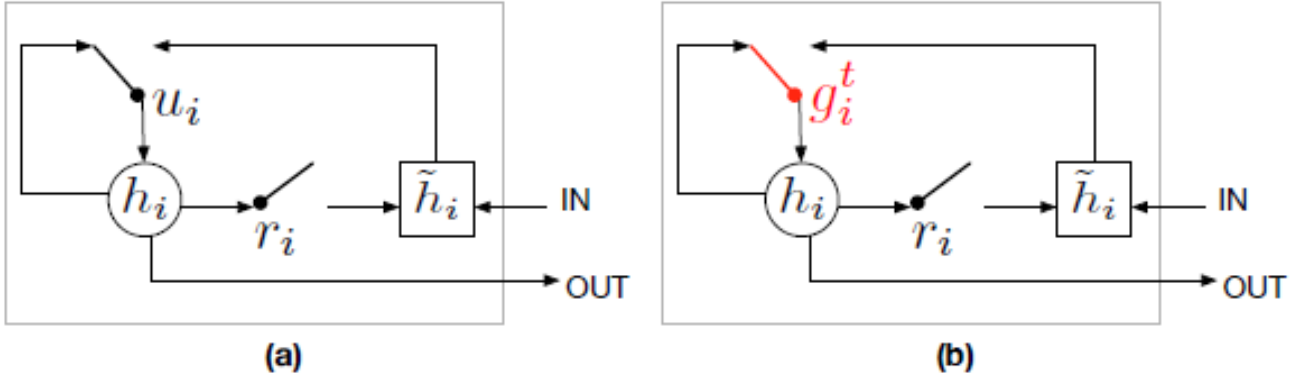 u_i
h_i
r_i
h̃_i
IN
OUT
(a)
g_i^t
h_i
r_i
h̃_i
IN
OUT
(b)